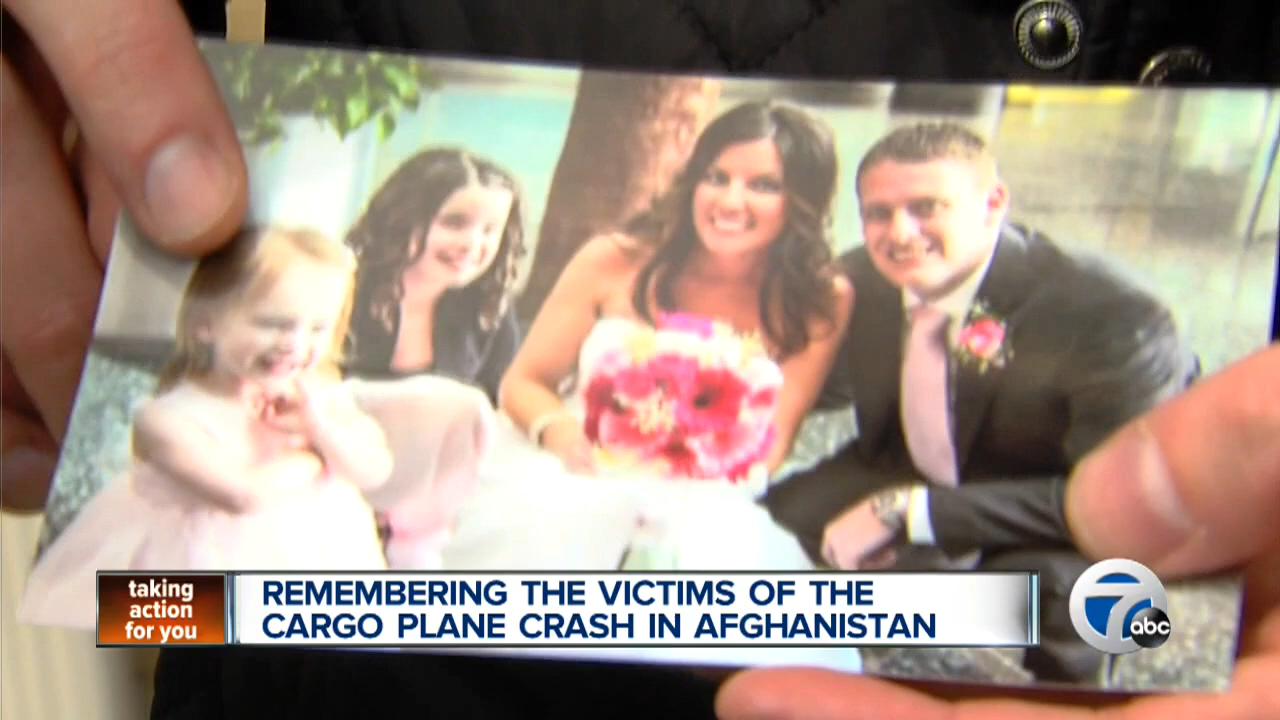 taking
action
for you
REMEMBERING THE VICTIMS OF THE
CARGO PLANE CRASH IN AFGHANISTAN
7
abc